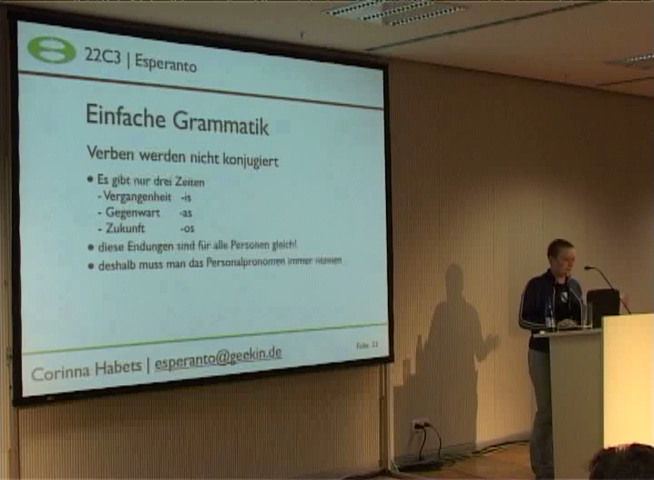 22C3 | Esperanto
Einfache Grammatik
Verben werden nicht konjugiert
• Es gibt nur drei Zeiten
- Vergangenheit -is
- Gegenwart -as
- Zukunft -os
• diese Endungen sind für alle Personen gleich!
• deshalb muss man das Personalpronomen immer nennen
Corinna Habets | esperanto@geekin.de
Folie